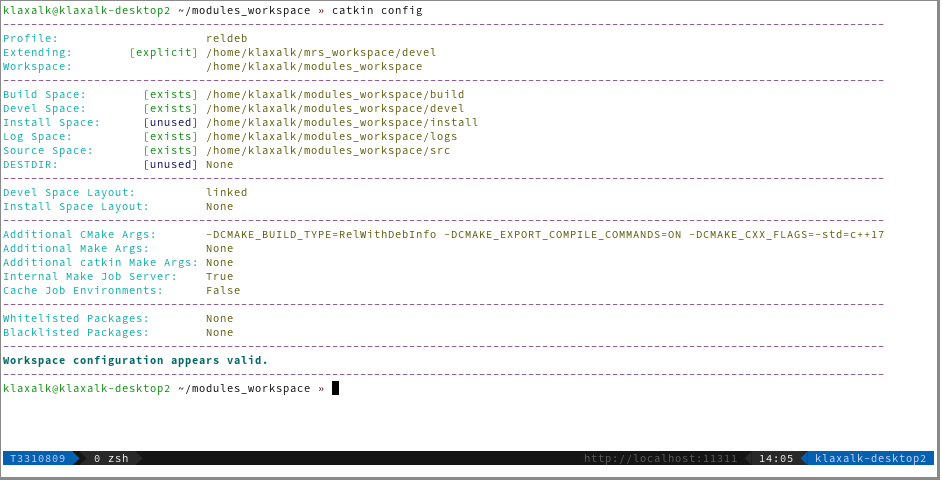 klaxalk@klaxalk-desktop2 ~/modules_workspace » catkin config
--------------------------------------------------------------------------------------------------------------------------------
Profile: reldeb
Extending: [explicit] /home/klaxalk/mrs_workspace/devel
Workspace: /home/klaxalk/modules_workspace
--------------------------------------------------------------------------------------------------------------------------------
Build Space: [exists] /home/klaxalk/modules_workspace/build
Devel Space: [exists] /home/klaxalk/modules_workspace/devel
Install Space: [unused] /home/klaxalk/modules_workspace/install
Log Space: [exists] /home/klaxalk/modules_workspace/logs
Source Space: [exists] /home/klaxalk/modules_workspace/src
DESTDIR: [unused] None
--------------------------------------------------------------------------------------------------------------------------------
Devel Space Layout: linked
Install Space Layout: None
--------------------------------------------------------------------------------------------------------------------------------
Additional CMake Args: -DCMAKE_BUILD_TYPE=RelWithDebInfo -DCMAKE_EXPORT_COMPILE_COMMANDS=ON -DCMAKE_CXX_FLAGS=-std=c++17
Additional Make Args: None
Additional catkin Make Args: None
Internal Make Job Server: True
Cache Job Environments: False
--------------------------------------------------------------------------------------------------------------------------------
Whitelisted Packages: None
Blacklisted Packages: None
--------------------------------------------------------------------------------------------------------------------------------
Workspace configuration appears valid.
--------------------------------------------------------------------------------------------------------------------------------
klaxalk@klaxalk-desktop2 ~/modules_workspace »
T3310809 0 zsh http://localhost:11311 14:05 klaxalk-desktop2